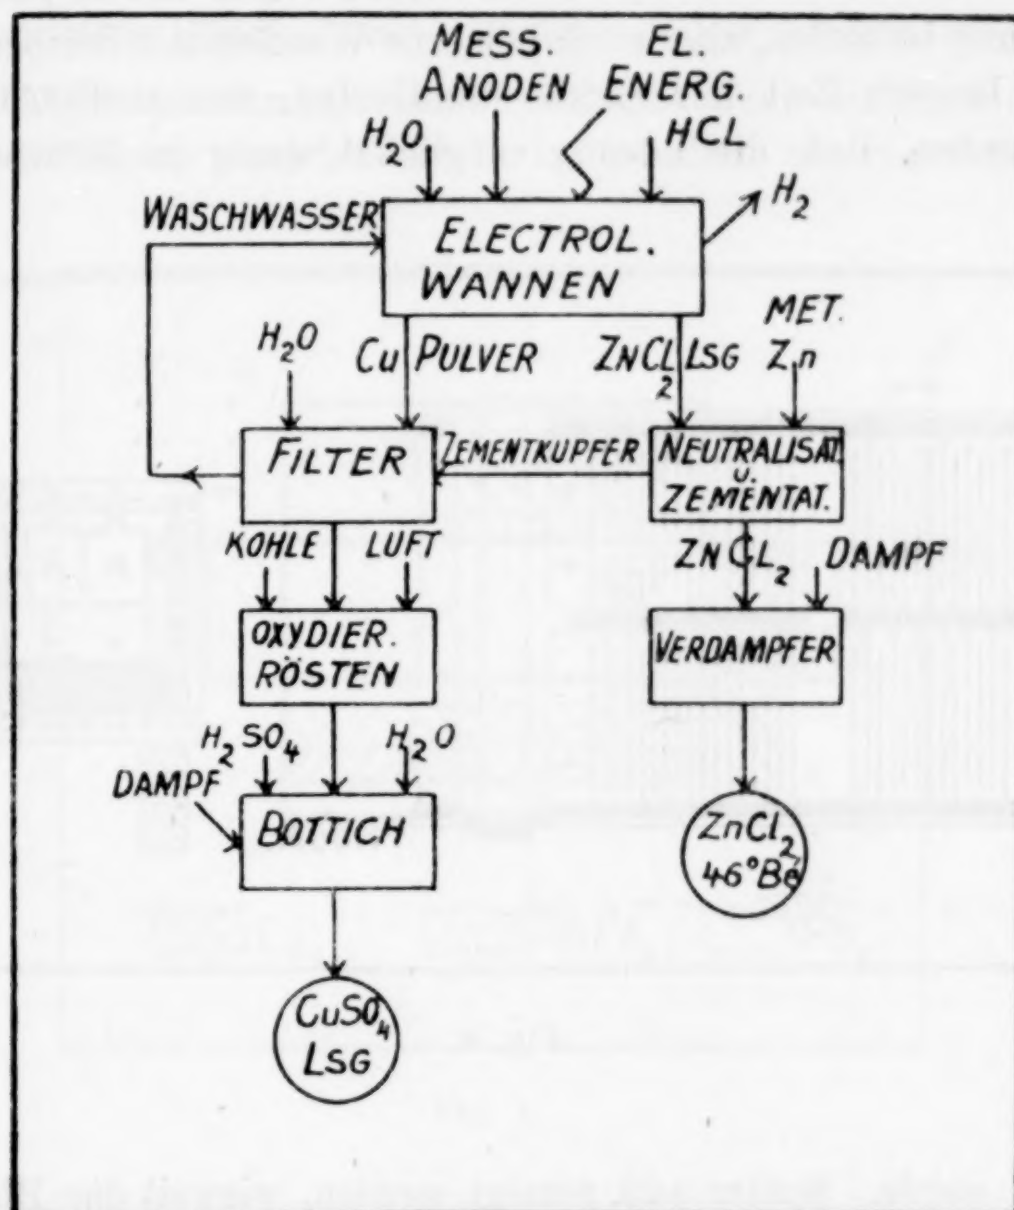 MESS. EL.
ANODEN ENERG.
H₂O HCL
H₂
WASCHWASSER
ELECTROL.
WANNEN
MET.
H₂O Cu PULVER ZnCl₂ LSG Zn
FILTER ZEMENTKUPFER NEUTRALISAT.
U.
ZEMENTAT.
KOHLE LUFT ZnCl₂ DAMPF
OXYDIER.
RÖSTEN
VERDAMPFER
H₂SO₄ H₂O
DAMPF
BOTTICH
ZnCl₂
46°Bé
CuSO₄
LSG